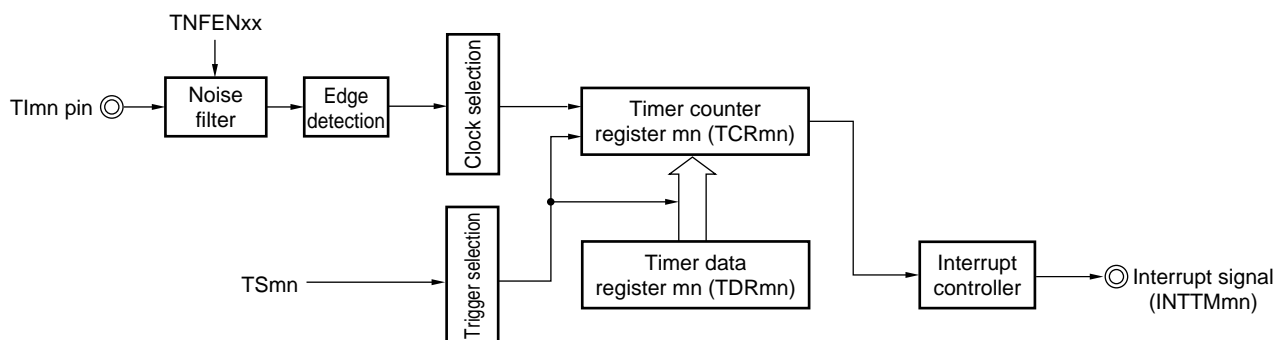 TNFENxx
TImn pin
Noise
filter
Edge
detection
Clock selection
Timer counter
register mn (TCRmn)
TSmn
Trigger selection
Timer data
register mn (TDRmn)
Interrupt
controller
Interrupt signal
(INTTMmn)